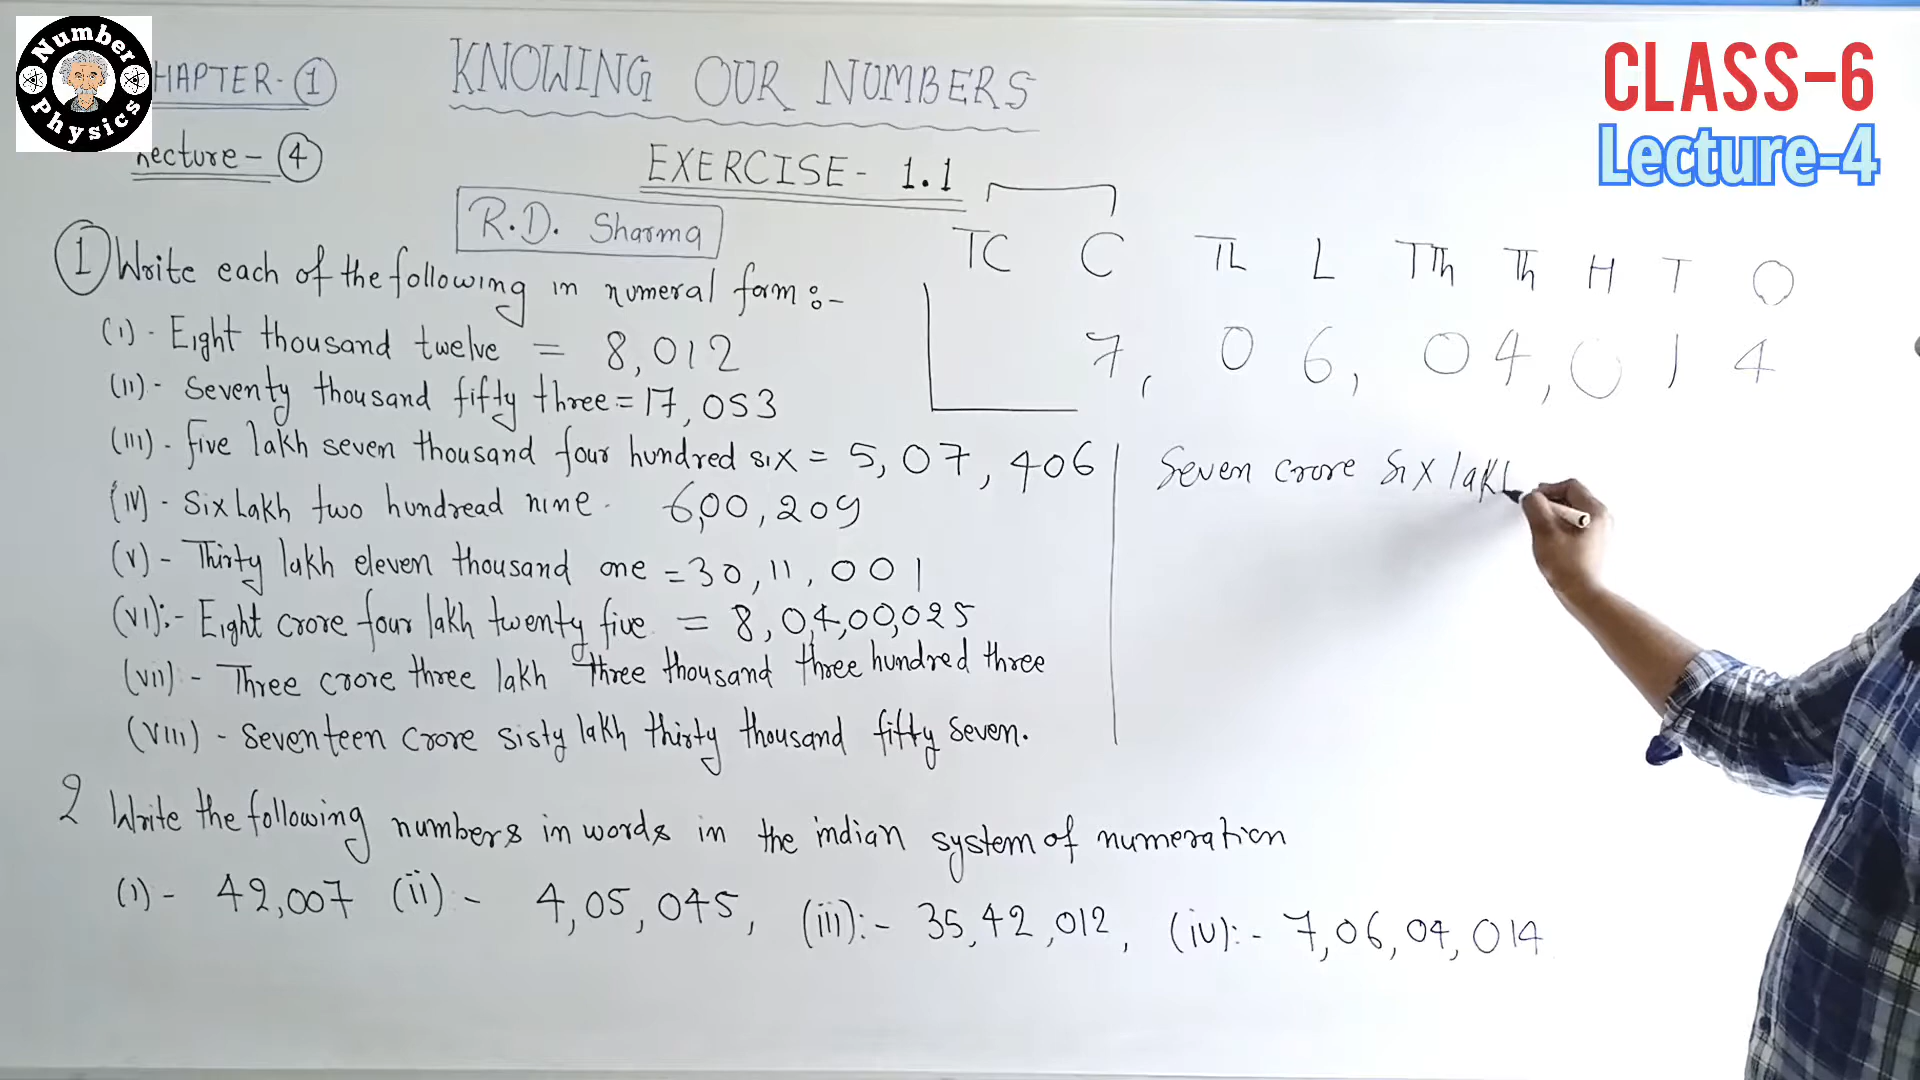 Number Physics
HAPTER- 1
KNOWING OUR NUMBERS
CLASS-6
Lecture-4
Lecture- 4
EXERCISE- 1.1
R.D. Sharma
TC C TL L TTh Th H T O
7, 0 6, 0 4, 0 1 4
1 Write each of the following in numeral form :-
(i) - Eight thousand twelve = 8,012
(ii) - Seventy thousand fifty three = 17,053
(iii) - five lakh seven thousand four hundred six = 5,07,406
(iv) - Six Lakh two hundread nine. 6,00,209
(v) - Thirty lakh eleven thousand one = 30,11,001
(vi):- Eight crore four lakh twenty five = 8,04,00,025
(vii) - Three crore three lakh three thousand three hundred three
(viii) - Seventeen crore sisty lakh thirty thousand fifty seven.
Seven crore six lakh
2 Write the following numbers in words in the indian system of numeration
(i) - 42,007 (ii) - 4,05,045, (iii):- 35,42,012, (iv):- 7,06,04,014